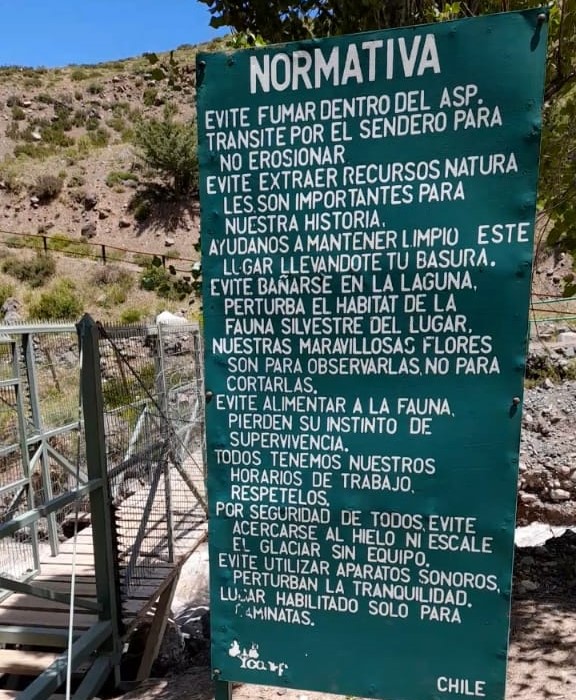 NORMATIVA
EVITE FUMAR DENTRO DEL ASP.
TRANSITE POR EL SENDERO PARA
NO EROSIONAR
EVITE EXTRAER RECURSOS NATURA
LES, SON IMPORTANTES PARA
NUESTRA HISTORIA.
AYUDANOS A MANTENER LIMPIO ESTE
LUGAR LLEVANDOTE TU BASURA.
EVITE BAÑARSE EN LA LAGUNA,
PERTURBA EL HABITAT DE LA
FAUNA SILVESTRE DEL LUGAR.
NUESTRAS MARAVILLOSAS FLORES
SON PARA OBSERVARLAS, NO PARA
CORTARLAS.
EVITE ALIMENTAR A LA FAUNA,
PIERDEN SU INSTINTO DE
SUPERVIVENCIA.
TODOS TENEMOS NUESTROS
HORARIOS DE TRABAJO,
RESPETELOS.
POR SEGURIDAD DE TODOS, EVITE
ACERCARSE AL HIELO NI ESCALE
EL GLACIAR SIN EQUIPO.
EVITE UTILIZAR APARATOS SONOROS,
PERTURBAN LA TRANQUILIDAD.
LUGAR HABILITADO SOLO PARA
CAMINATAS.
CHILE